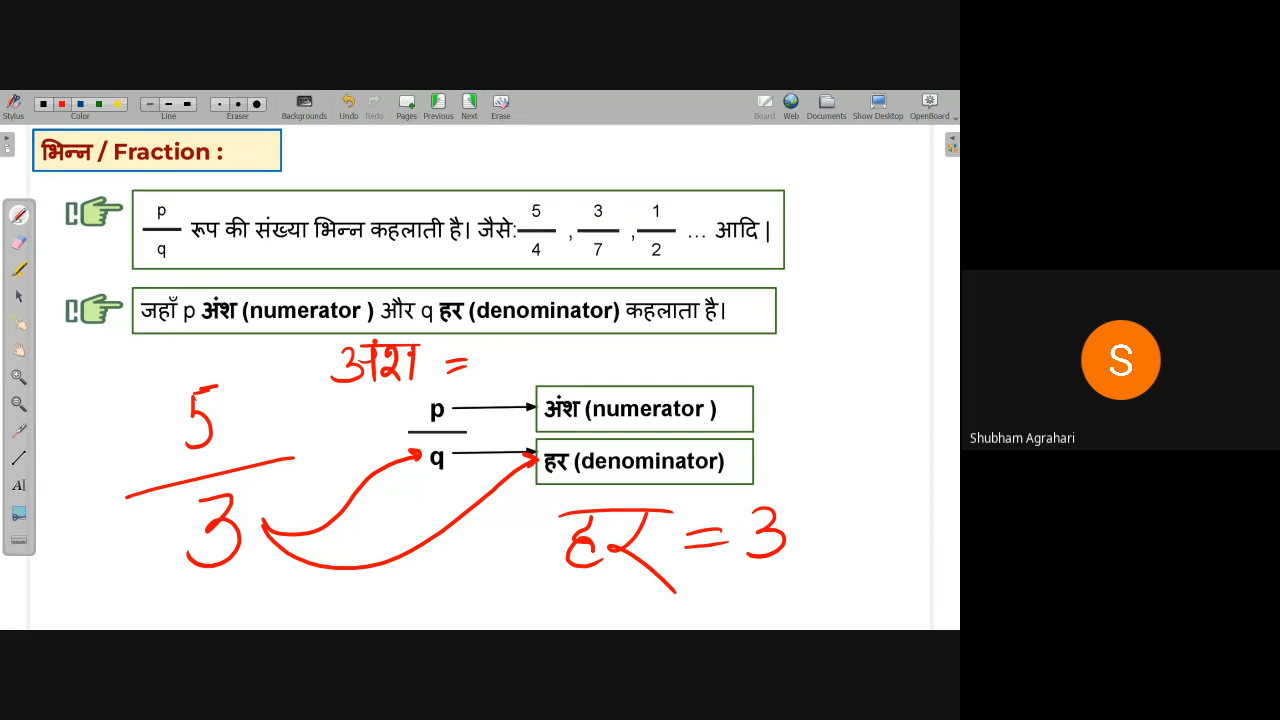 Stylus Color Line Eraser Backgrounds Undo Redo Pages Previous Next Erase Board Web Documents Show Desktop OpenBoard
भिन्न / Fraction :
p/q रूप की संख्या भिन्न कहलाती है। जैसे: 5/4 , 3/7 , 1/2 ... आदि |
जहाँ p अंश (numerator ) और q हर (denominator) कहलाता है।
अंश =
5
3
p
अंश (numerator )
q
हर (denominator)
हर = 3
S
Shubham Agrahari